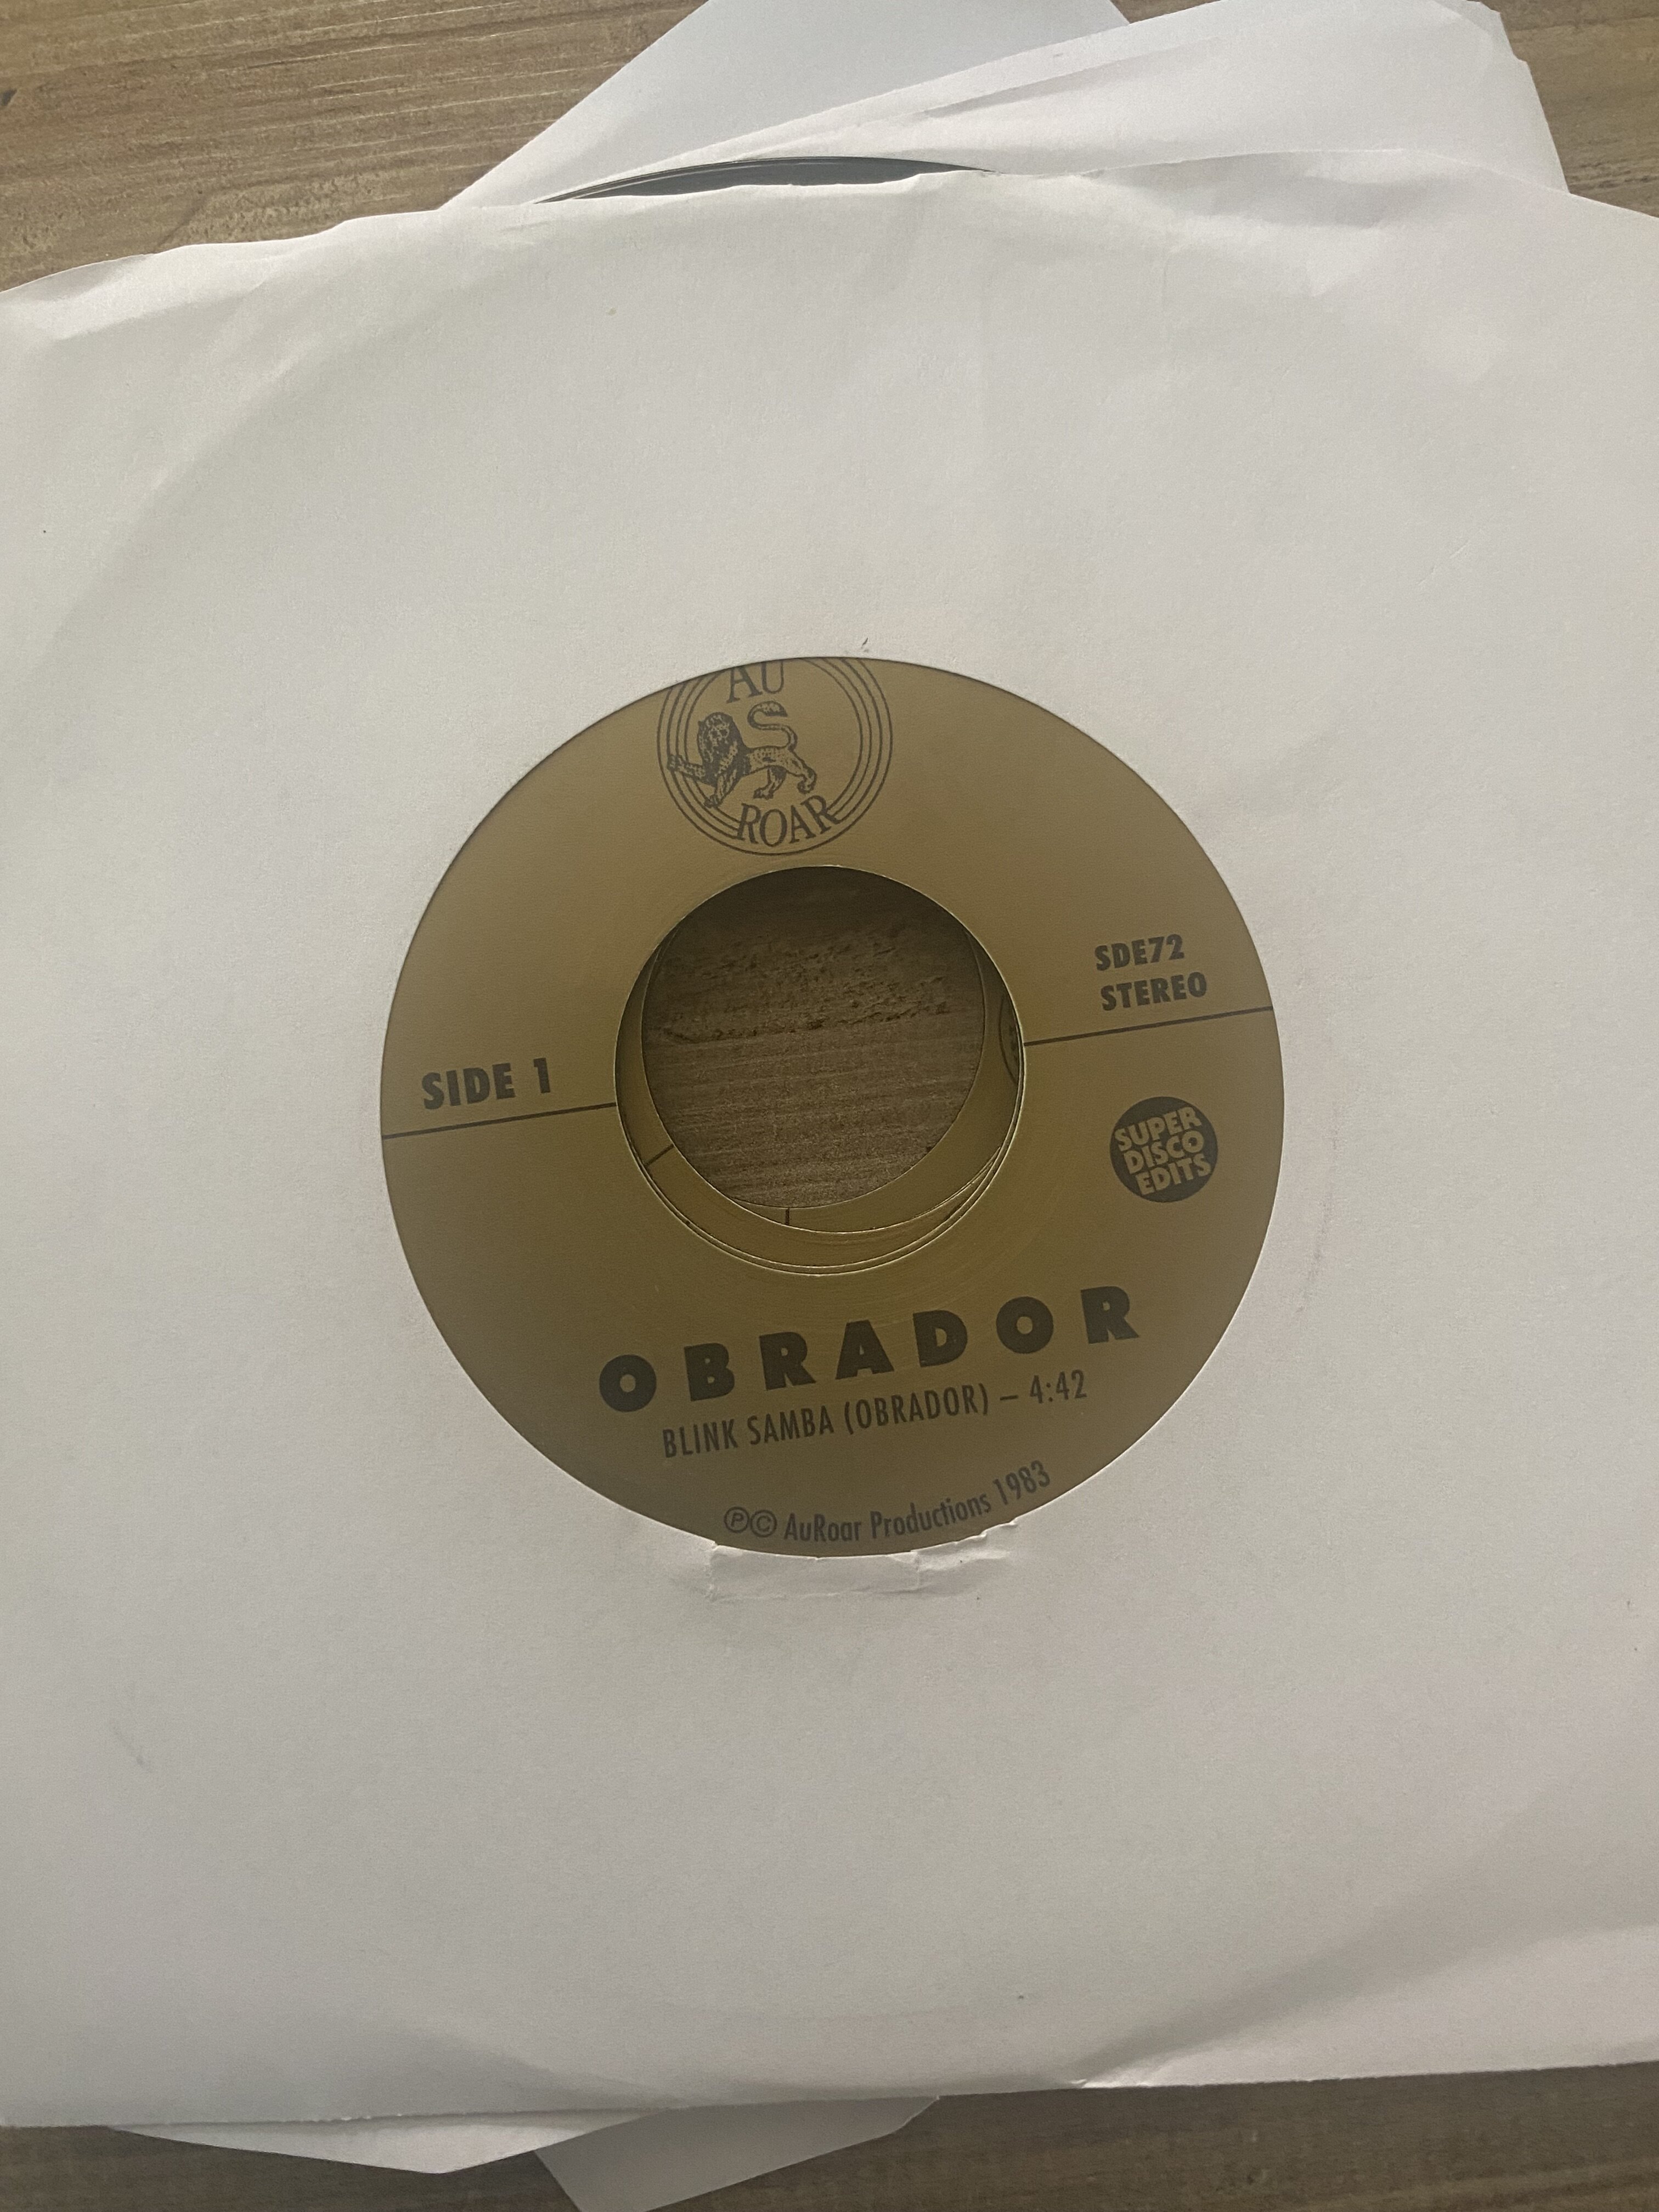 AU
ROAR
SDE72
STEREO
SIDE 1
SUPER
DISCO
EDITS
OBRADOR
BLINK SAMBA (OBRADOR) – 4:42
℗© AuRoar Productions 1983